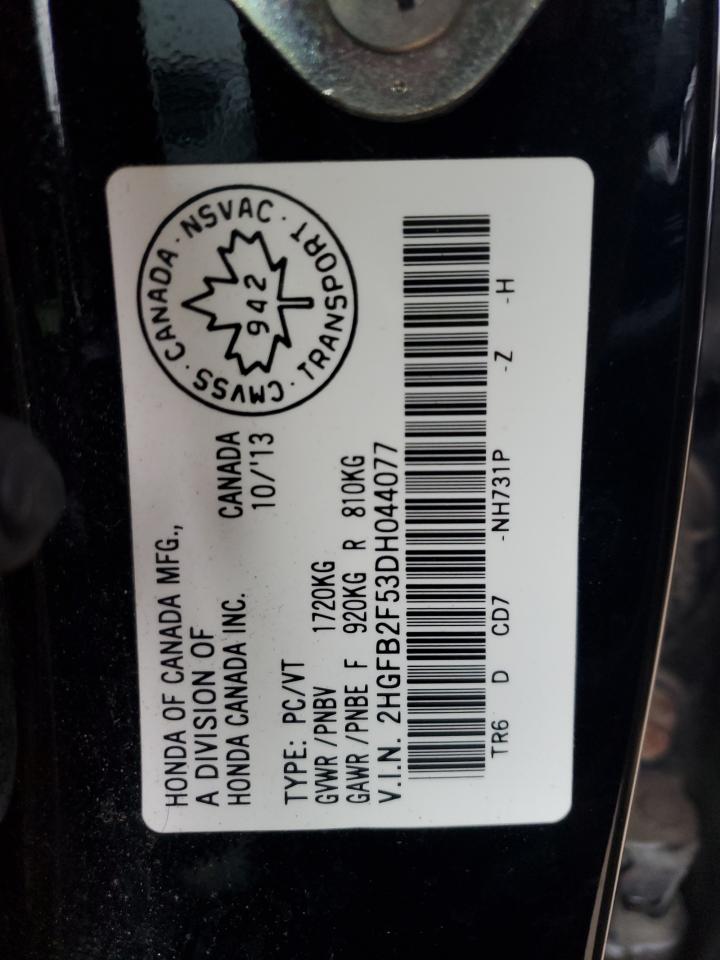 HONDA OF CANADA MFG.,
A DIVISION OF
HONDA CANADA INC.
CANADA
10/'13
TYPE: PC/VT
GVWR /PNBV 1720KG
GAWR /PNBE F 920KG R 810KG
V.I.N. 2HGFB2F53DH044077
TR6 D CD7 -NH731P -Z -H
CANADA · NSVAC · TRANSPORT · CMVSS ·
942